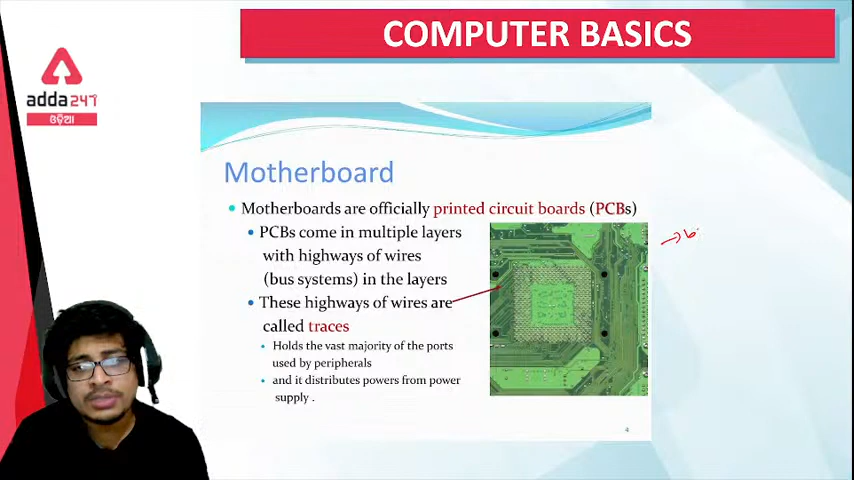 COMPUTER BASICS
adda247
ଓଡ଼ିଆ
Motherboard
Motherboards are officially printed circuit boards (PCBs)
PCBs come in multiple layers
with highways of wires
(bus systems) in the layers
These highways of wires are
called traces
Holds the vast majority of the ports
used by peripherals
and it distributes powers from power
supply .
4